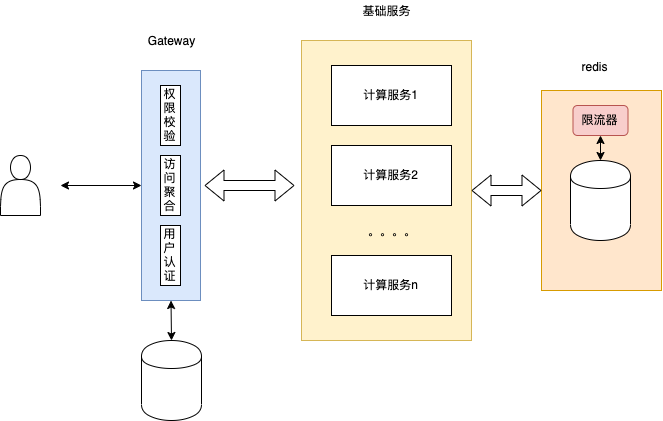 基础服务
Gateway
redis
权
限
校
验
访
问
聚
合
用
户
认
证
计算服务1
计算服务2
。。。。
计算服务n
限流器